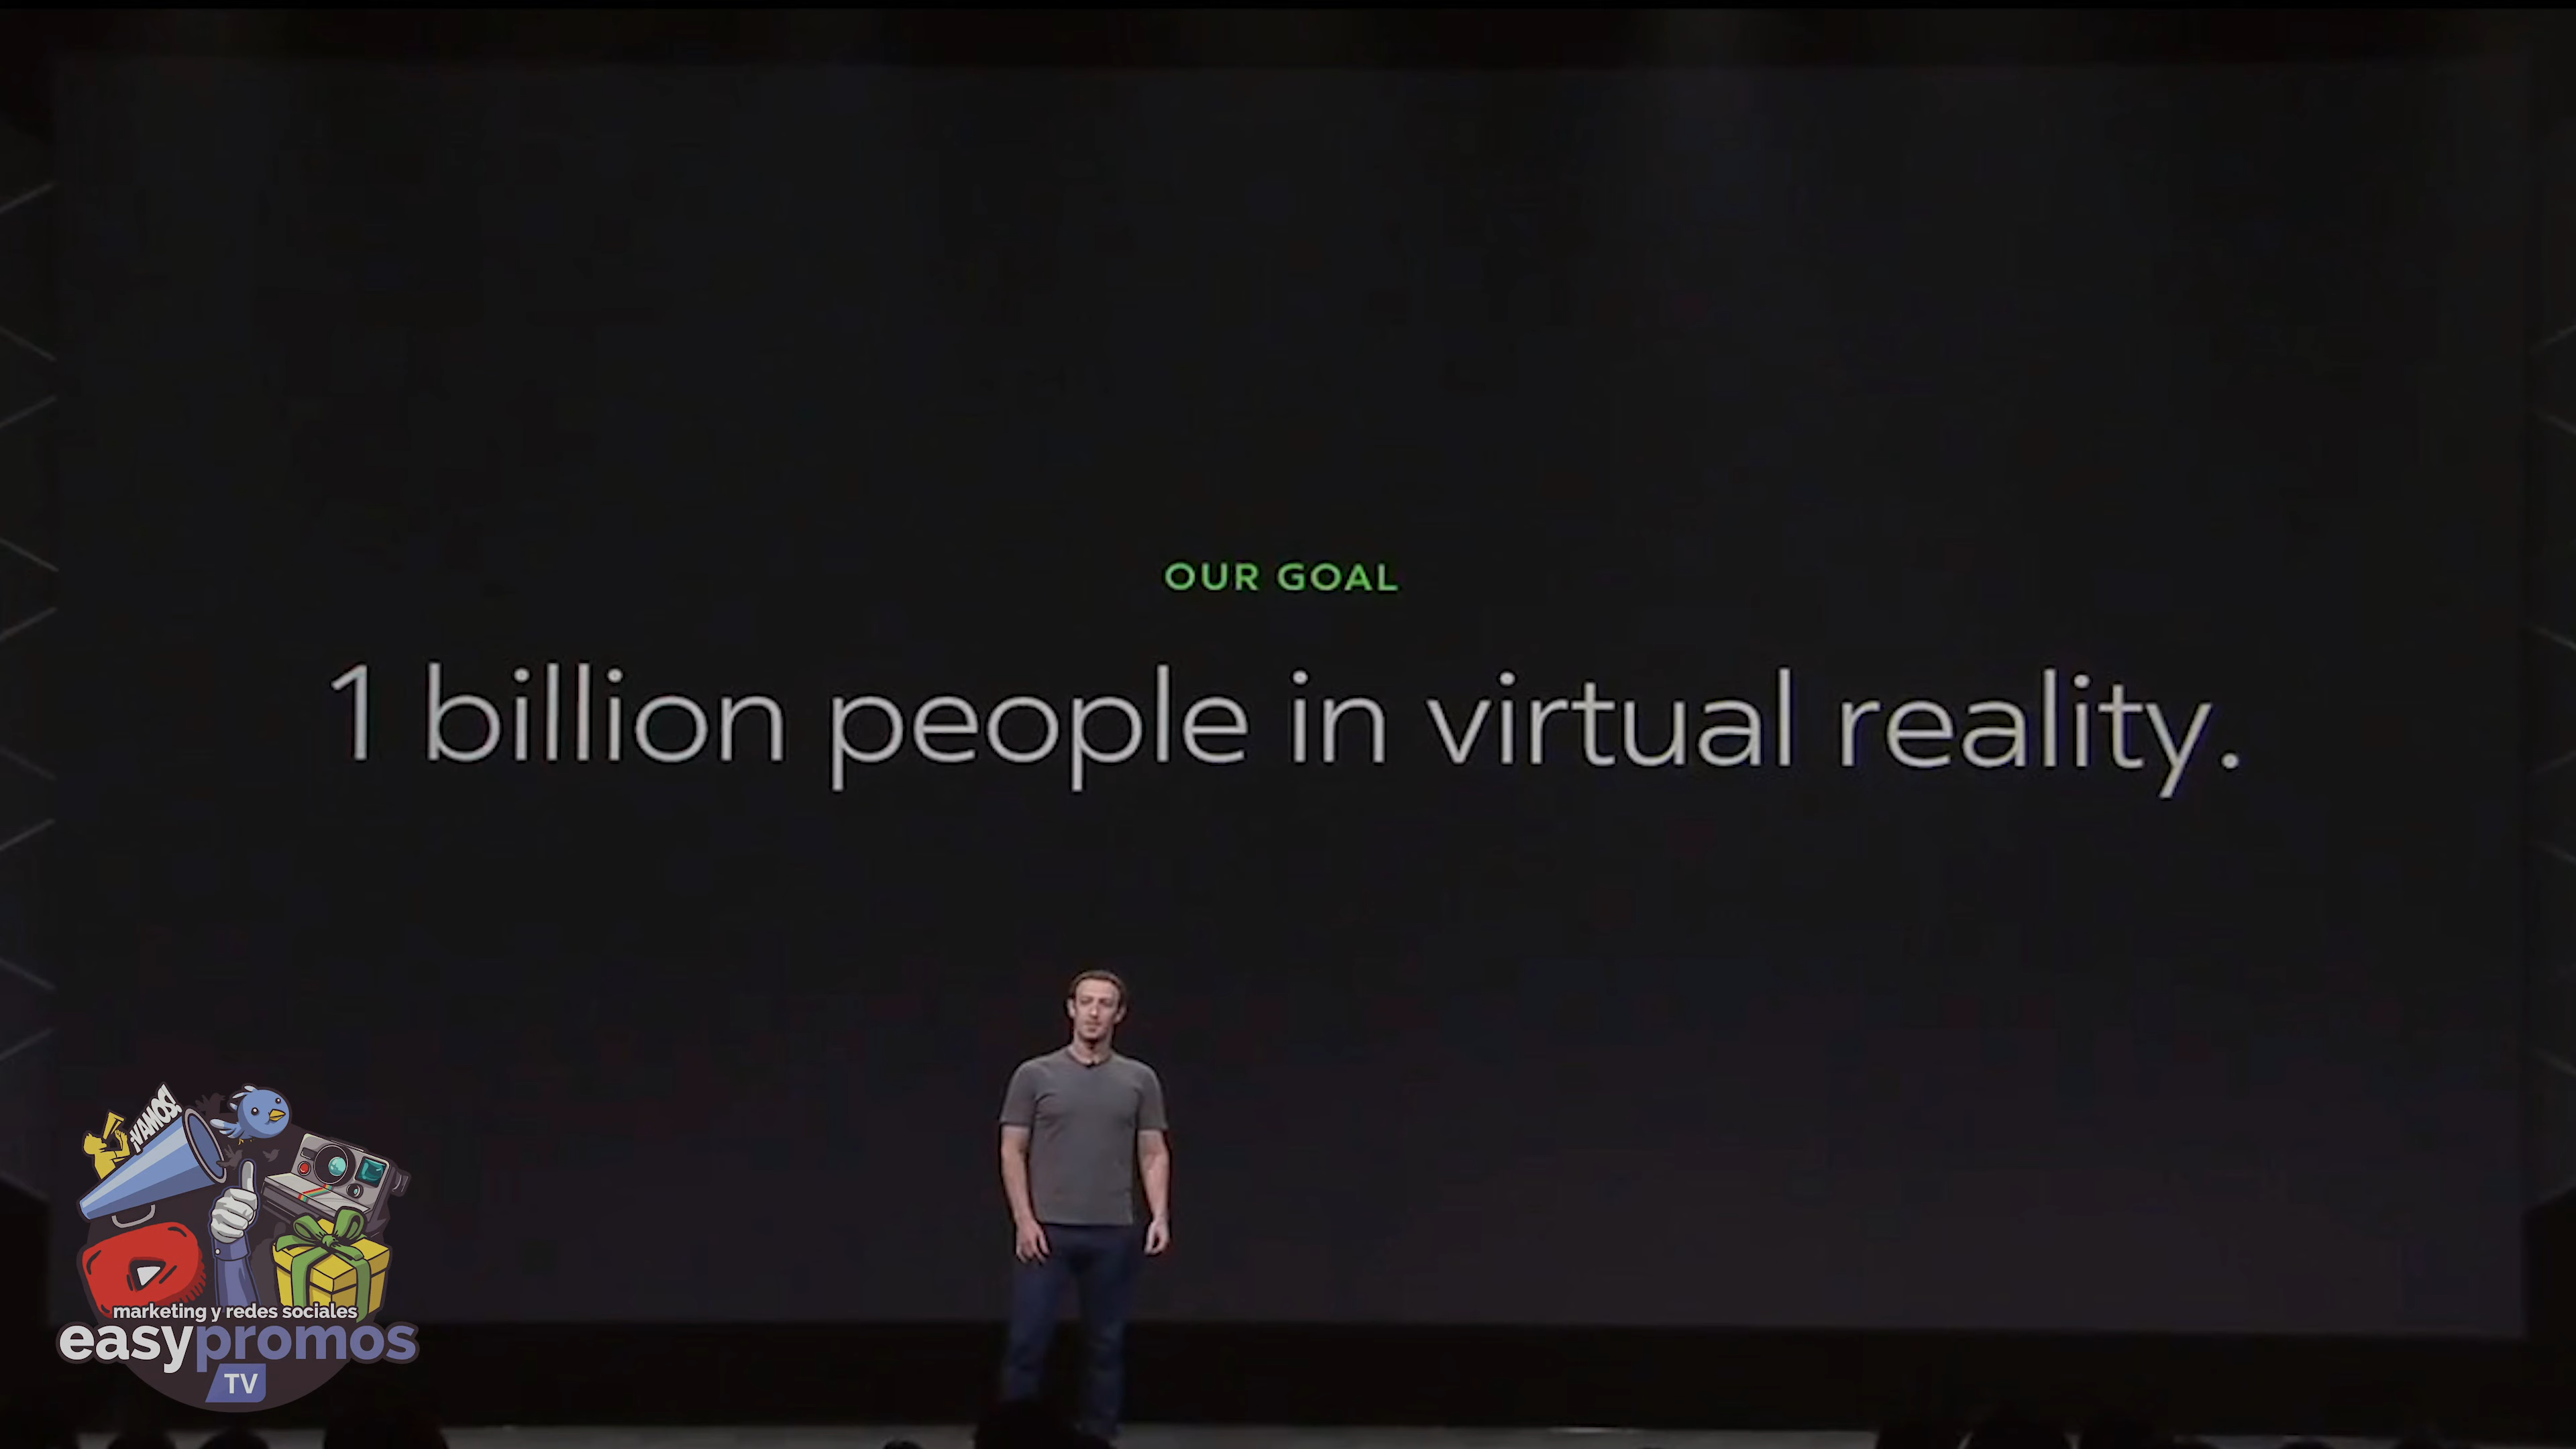 OUR GOAL
1 billion people in virtual reality.
¡VAMOS!
marketing y redes sociales
easypromos
TV